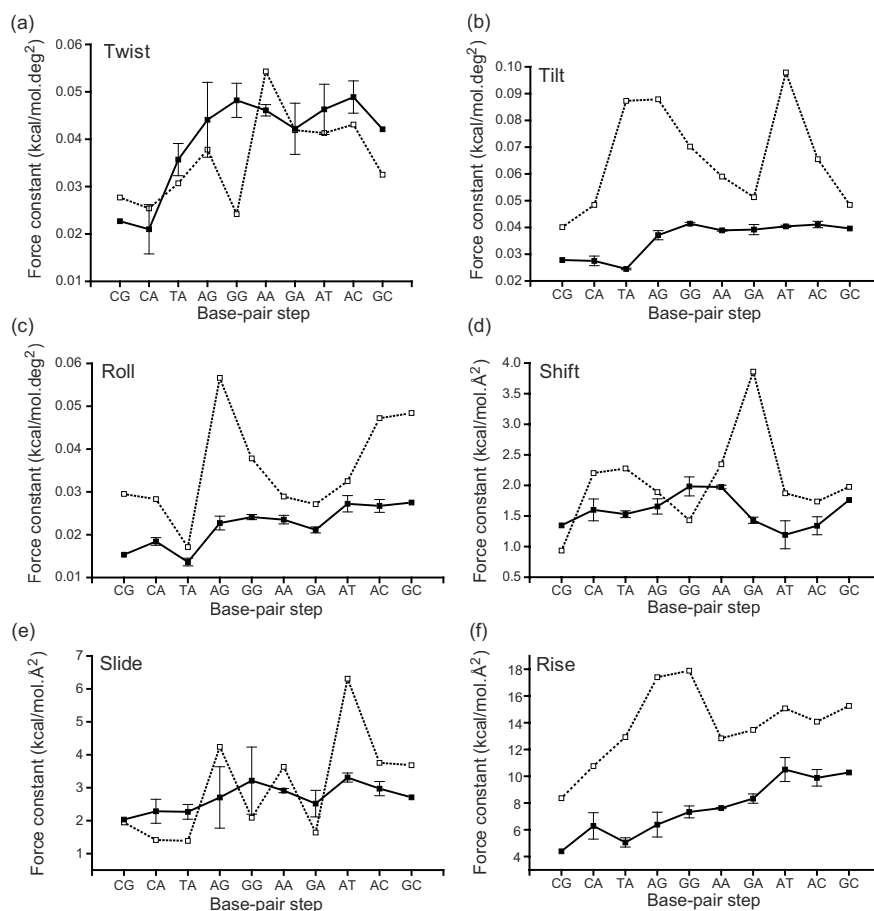 (a)
Twist
Force constant (kcal/mol.deg²)
0.06
0.05
0.04
0.03
0.02
0.01
CG CA TA AG GG AA GA AT AC GC
Base-pair step
(b)
Tilt
Force constant (kcal/mol.deg²)
0.10
0.09
0.08
0.07
0.06
0.05
0.04
0.03
0.02
CG CA TA AG GG AA GA AT AC GC
Base-pair step
(c)
Roll
Force constant (kcal/mol.deg²)
0.06
0.05
0.04
0.03
0.02
0.01
CG CA TA AG GG AA GA AT AC GC
Base-pair step
(d)
Shift
Force constant (kcal/mol.Å²)
4.0
3.5
3.0
2.5
2.0
1.5
1.0
0.5
CG CA TA AG GG AA GA AT AC GC
Base-pair step
(e)
Slide
Force constant (kcal/mol.Å²)
7
6
5
4
3
2
1
CG CA TA AG GG AA GA AT AC GC
Base-pair step
(f)
Rise
Force constant (kcal/mol.Å²)
18
16
14
12
10
8
6
4
CG CA TA AG GG AA GA AT AC GC
Base-pair step